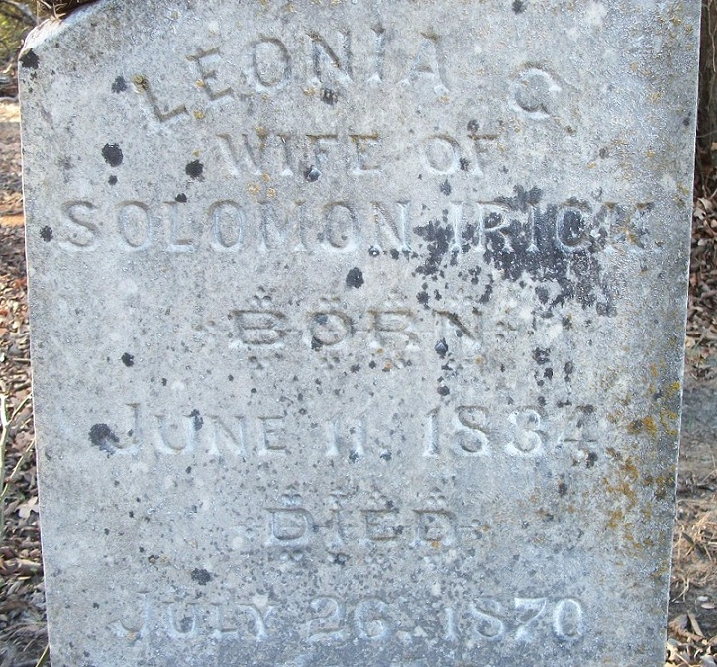 LEONIA C
WIFE OF
SOLOMON IRICK
BORN
JUNE 11, 1834
DIED
JULY 26, 1870